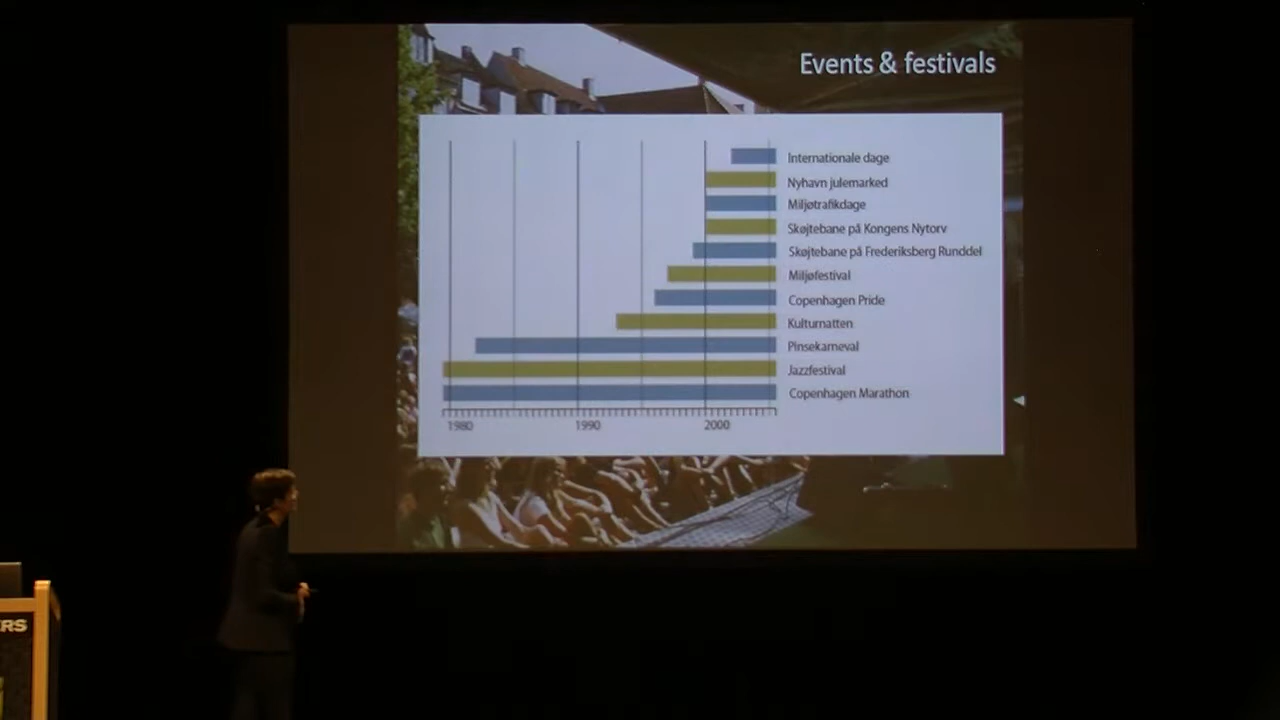 Events & festivals
Internationale dage
Nyhavn julemarked
Miljøtrafikdage
Skøjtebane på Kongens Nytorv
Skøjtebane på Frederiksberg Runddel
Miljøfestival
Copenhagen Pride
Kulturnatten
Pinsekarneval
Jazzfestival
Copenhagen Marathon
1980 1990 2000
RS